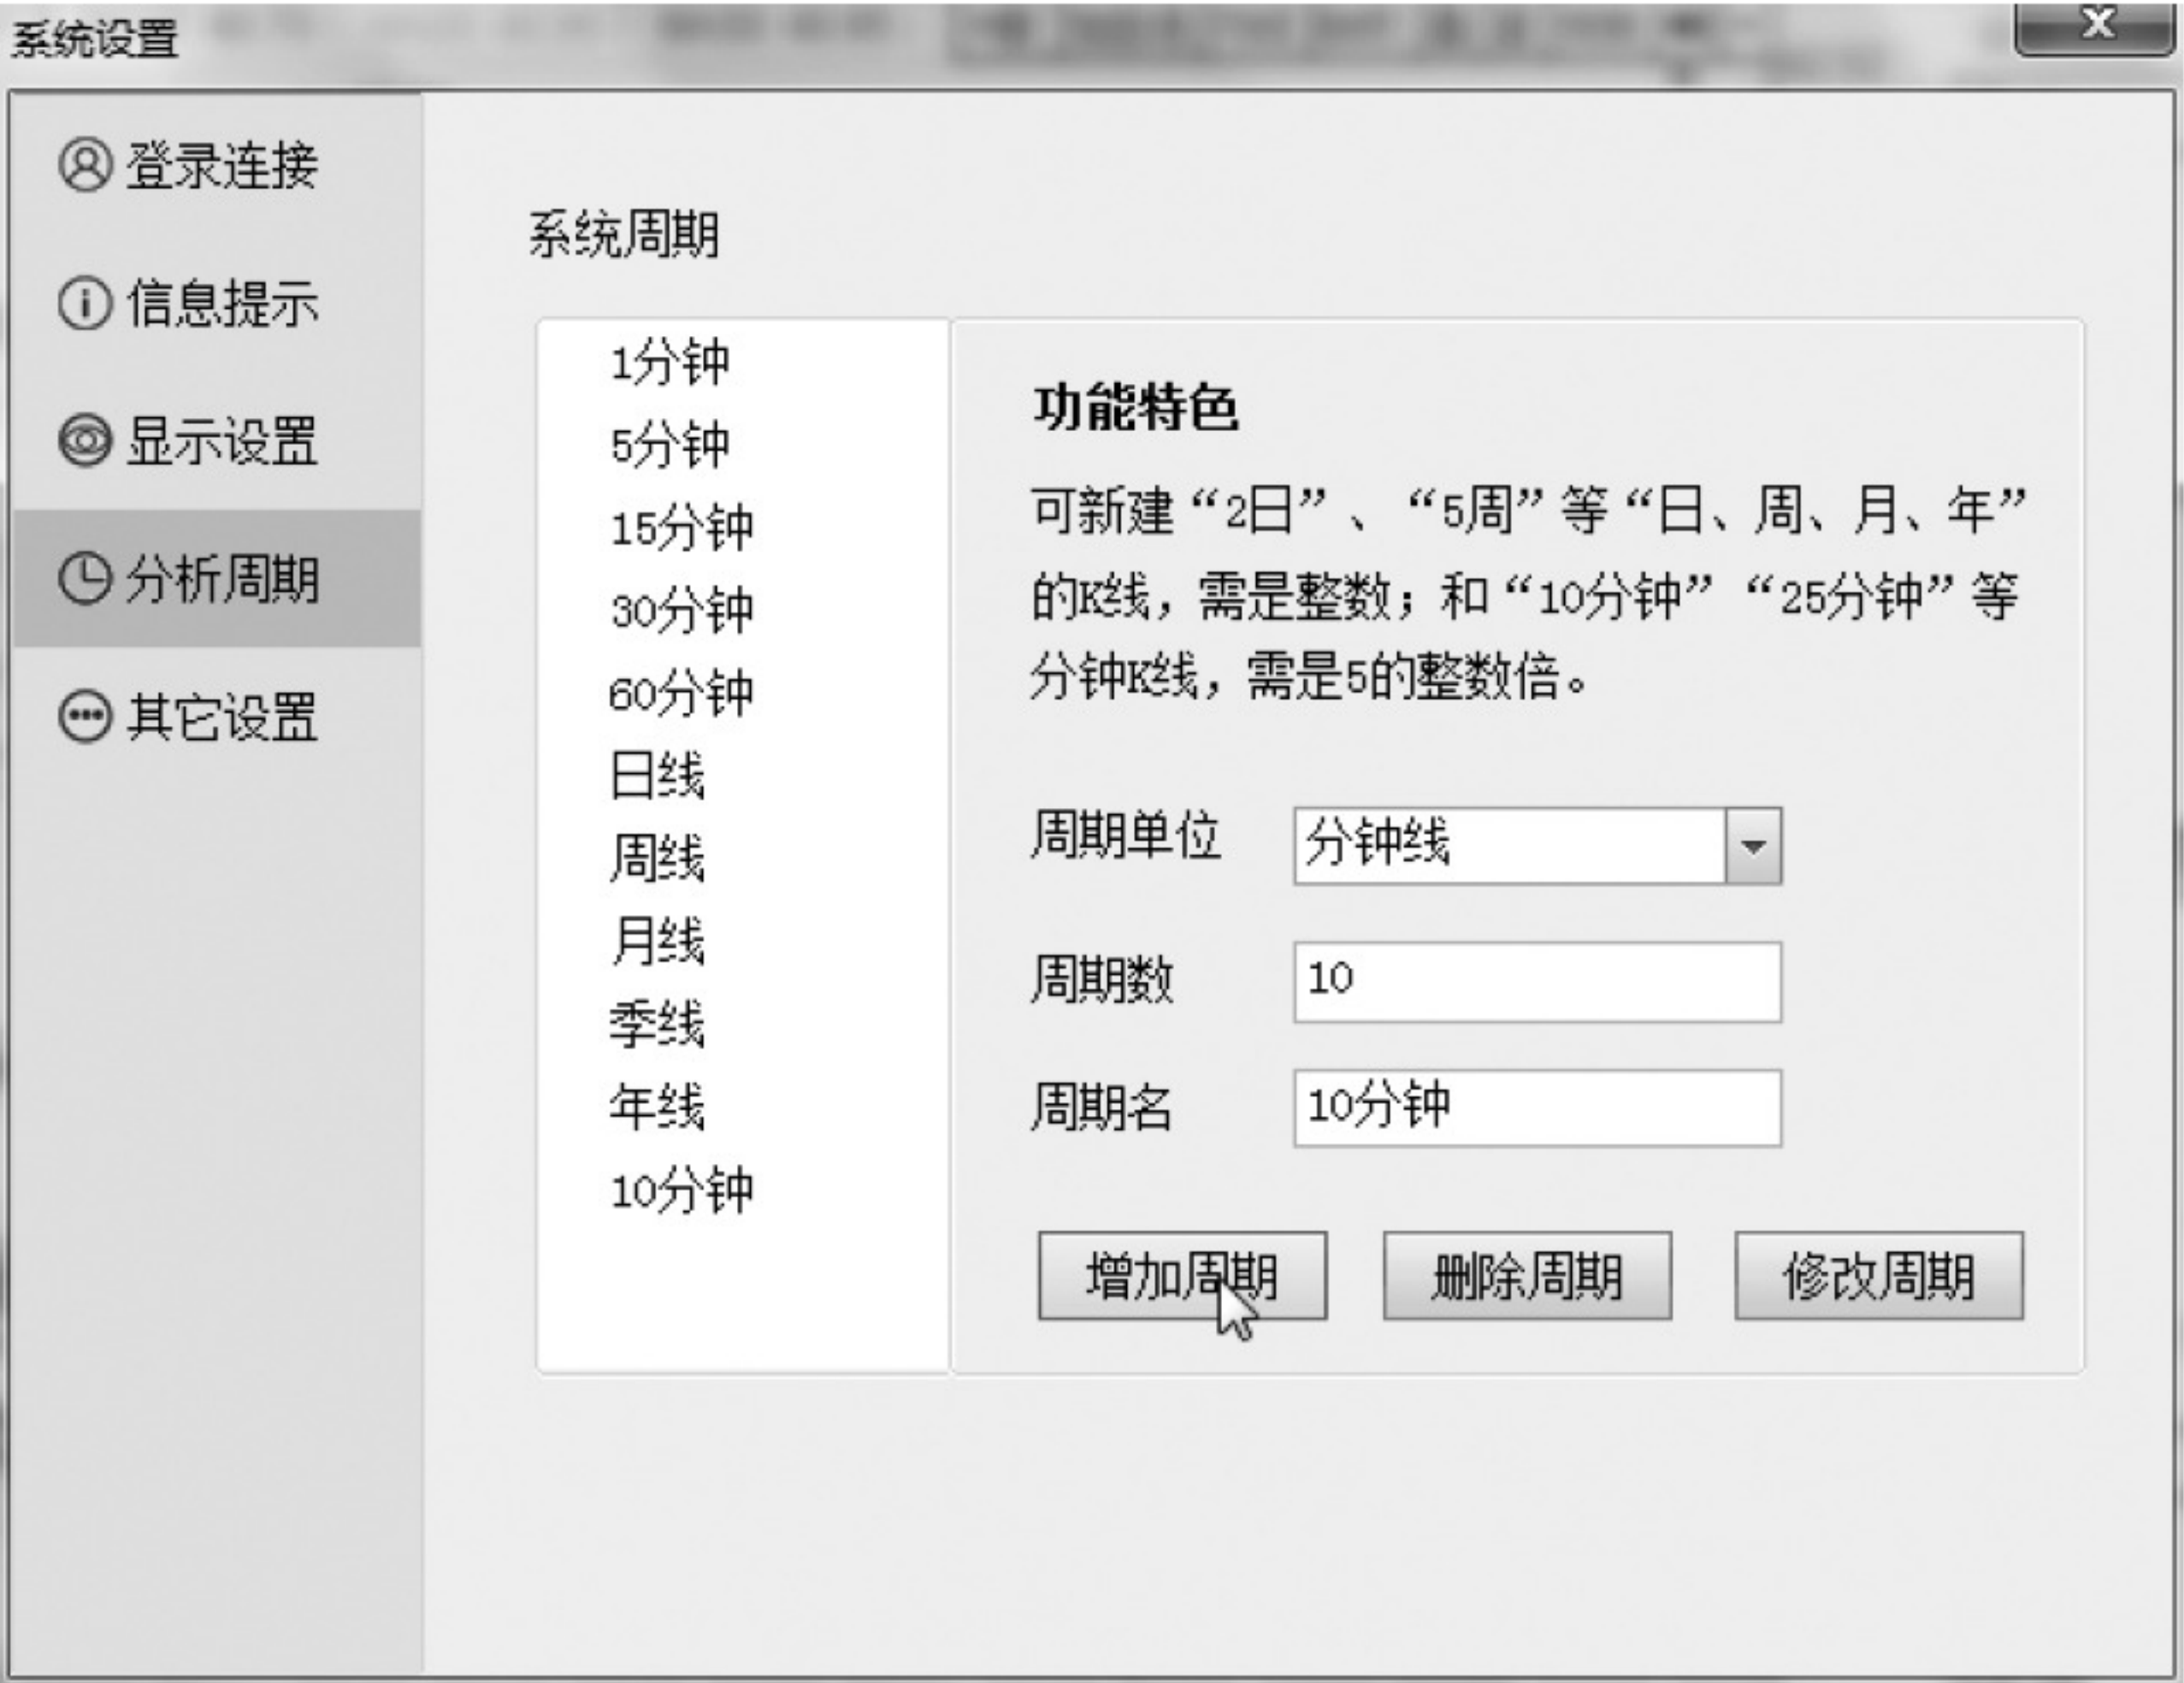 系统设置
登录连接
信息提示
显示设置
分析周期
其它设置
系统周期
1分钟
5分钟
15分钟
30分钟
60分钟
日线
周线
月线
季线
年线
10分钟
功能特色
可新建“2日”、“5周”等“日、周、月、年”
的K线，需是整数；和“10分钟”“25分钟”等
分钟K线，需是5的整数倍。
周期单位 分钟线
周期数 10
周期名 10分钟
增加周期 删除周期 修改周期